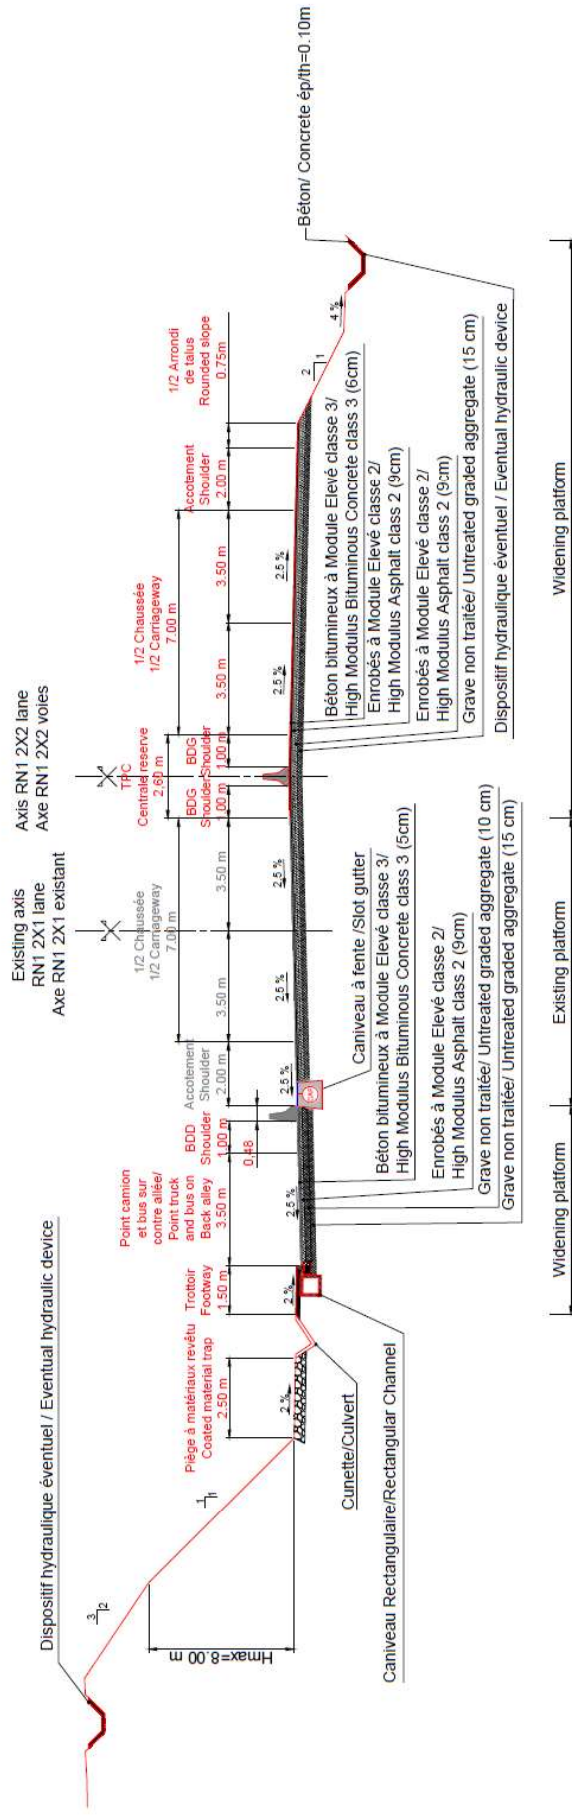 Dispositif hydraulique éventuel / Eventual hydraulic device
3
2
1
1
Hmax=8.00 m
Piège à matériaux revêtu
Coated material trap
2.50 m
2 %
Cunette/Culvert
Caniveau Rectangulaire/Rectangular Channel
Trottoir
Footway
1.50 m
2 %
Point camion
et bus sur
contre allée/
Point truck
and bus on
Back alley
3.50 m
2.5 %
BDD
Shoulder
1,00 m
0,48
Accotement
Shoulder
2.00 m
2.5 %
Existing axis
RN1 2X1 lane
Axe RN1 2X1 existant
1/2 Chaussée
1/2 Carriageway
7.00 m
3.50 m
3.50 m
2.5 %
2.5 %
Axis RN1 2X2 lane
Axe RN1 2X2 voies
TPC
Centrale reserve
2,60 m
BDG
Shoulder
1,00 m
BDG
Shoulder
1,00 m
1/2 Chaussée
1/2 Carriageway
7.00 m
3.50 m
3.50 m
2.5 %
2.5 %
Accotement
Shoulder
2.00 m
1/2 Arrondi
de talus
Rounded slope
0.75m
2
1
4 %
Béton/ Concrete ép/th=0.10m
Caniveau à fente /Slot gutter
Béton bitumineux à Module Elevé classe 3/
High Modulus Bituminous Concrete class 3 (5cm)
Enrobés à Module Elevé classe 2/
High Modulus Asphalt class 2 (9cm)
Grave non traitée/ Untreated graded aggregate (10 cm)
Grave non traitée/ Untreated graded aggregate (15 cm)
Béton bitumineux à Module Elevé classe 3/
High Modulus Bituminous Concrete class 3 (6cm)
Enrobés à Module Elevé classe 2/
High Modulus Asphalt class 2 (9cm)
Enrobés à Module Elevé classe 2/
High Modulus Asphalt class 2 (9cm)
Grave non traitée/ Untreated graded aggregate (15 cm)
Dispositif hydraulique éventuel / Eventual hydraulic device
Widening platform
Existing platform
Widening platform